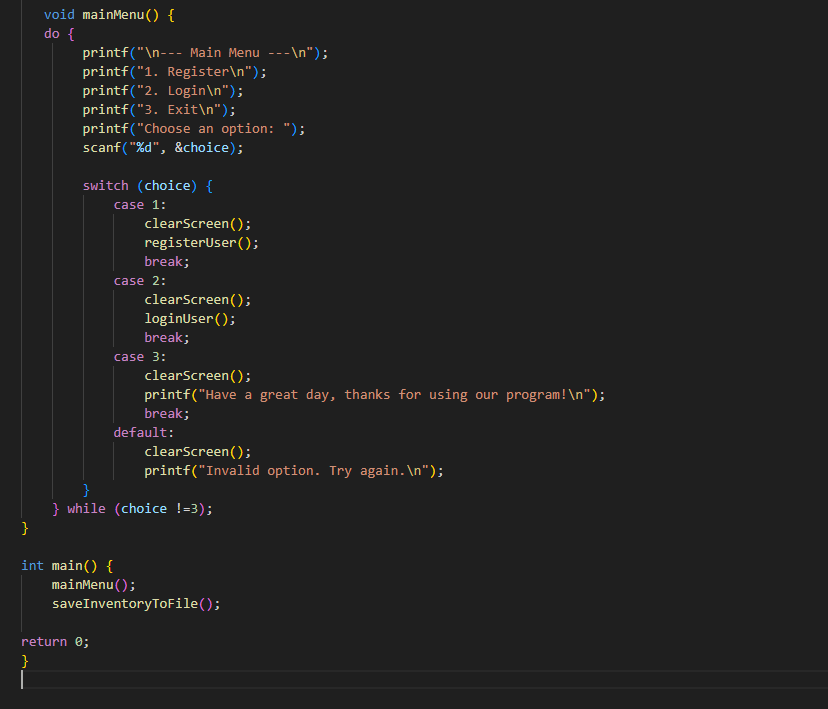 void mainMenu() {
do {
printf("\n--- Main Menu ---\n");
printf("1. Register\n");
printf("2. Login\n");
printf("3. Exit\n");
printf("Choose an option: ");
scanf("%d", &choice);
switch (choice) {
case 1:
clearScreen();
registerUser();
break;
case 2:
clearScreen();
loginUser();
break;
case 3:
clearScreen();
printf("Have a great day, thanks for using our program!\n");
break;
default:
clearScreen();
printf("Invalid option. Try again.\n");
}
} while (choice !=3);
}
int main() {
mainMenu();
saveInventoryToFile();
return 0;
}